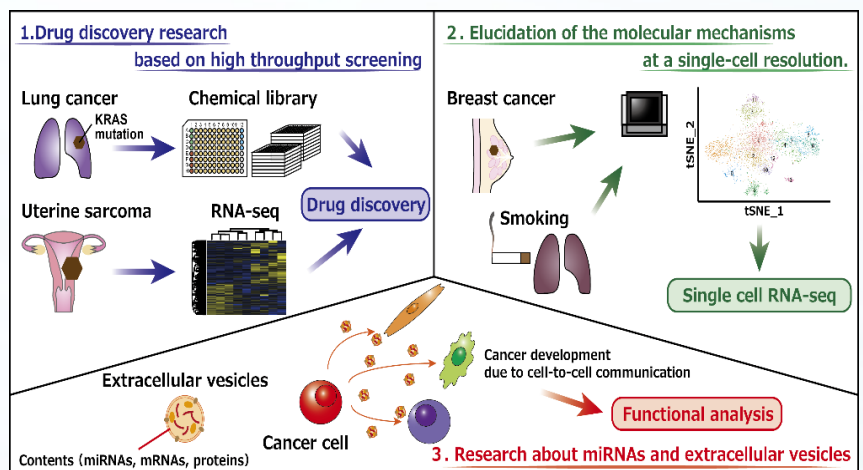 1.Drug discovery research
based on high throughput screening
Lung cancer
KRAS
mutation
Chemical library
Drug discovery
Uterine sarcoma
RNA-seq
2. Elucidation of the molecular mechanisms
at a single-cell resolution.
Breast cancer
Smoking
tSNE_2
tSNE_1
Single cell RNA-seq
Extracellular vesicles
Contents (miRNAs, mRNAs, proteins)
Cancer cell
Cancer development
due to cell-to-cell communication
Functional analysis
3. Research about miRNAs and extracellular vesicles